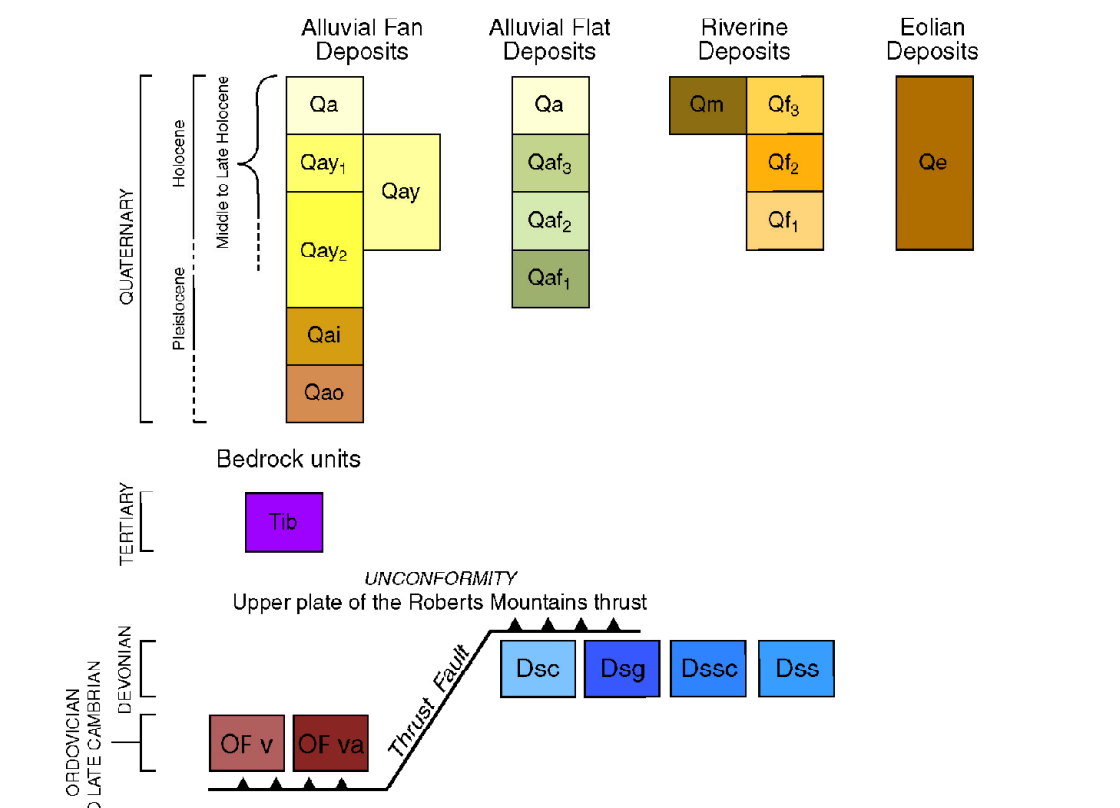 Alluvial Fan
Deposits
Alluvial Flat
Deposits
Riverine
Deposits
Eolian
Deposits
QUATERNARY
Holocene
Pleistocene
Middle to Late Holocene
Qa
Qay₁
Qay
Qay₂
Qai
Qao
Qa
Qaf₃
Qaf₂
Qaf₁
Qm
Qf₃
Qf₂
Qf₁
Qe
Bedrock units
TERTIARY
Tib
UNCONFORMITY
Upper plate of the Roberts Mountains thrust
DEVONIAN
Dsc
Dsg
Dssc
Dss
Thrust Fault
ORDOVICIAN
LATE CAMBRIAN
OF v
OF va